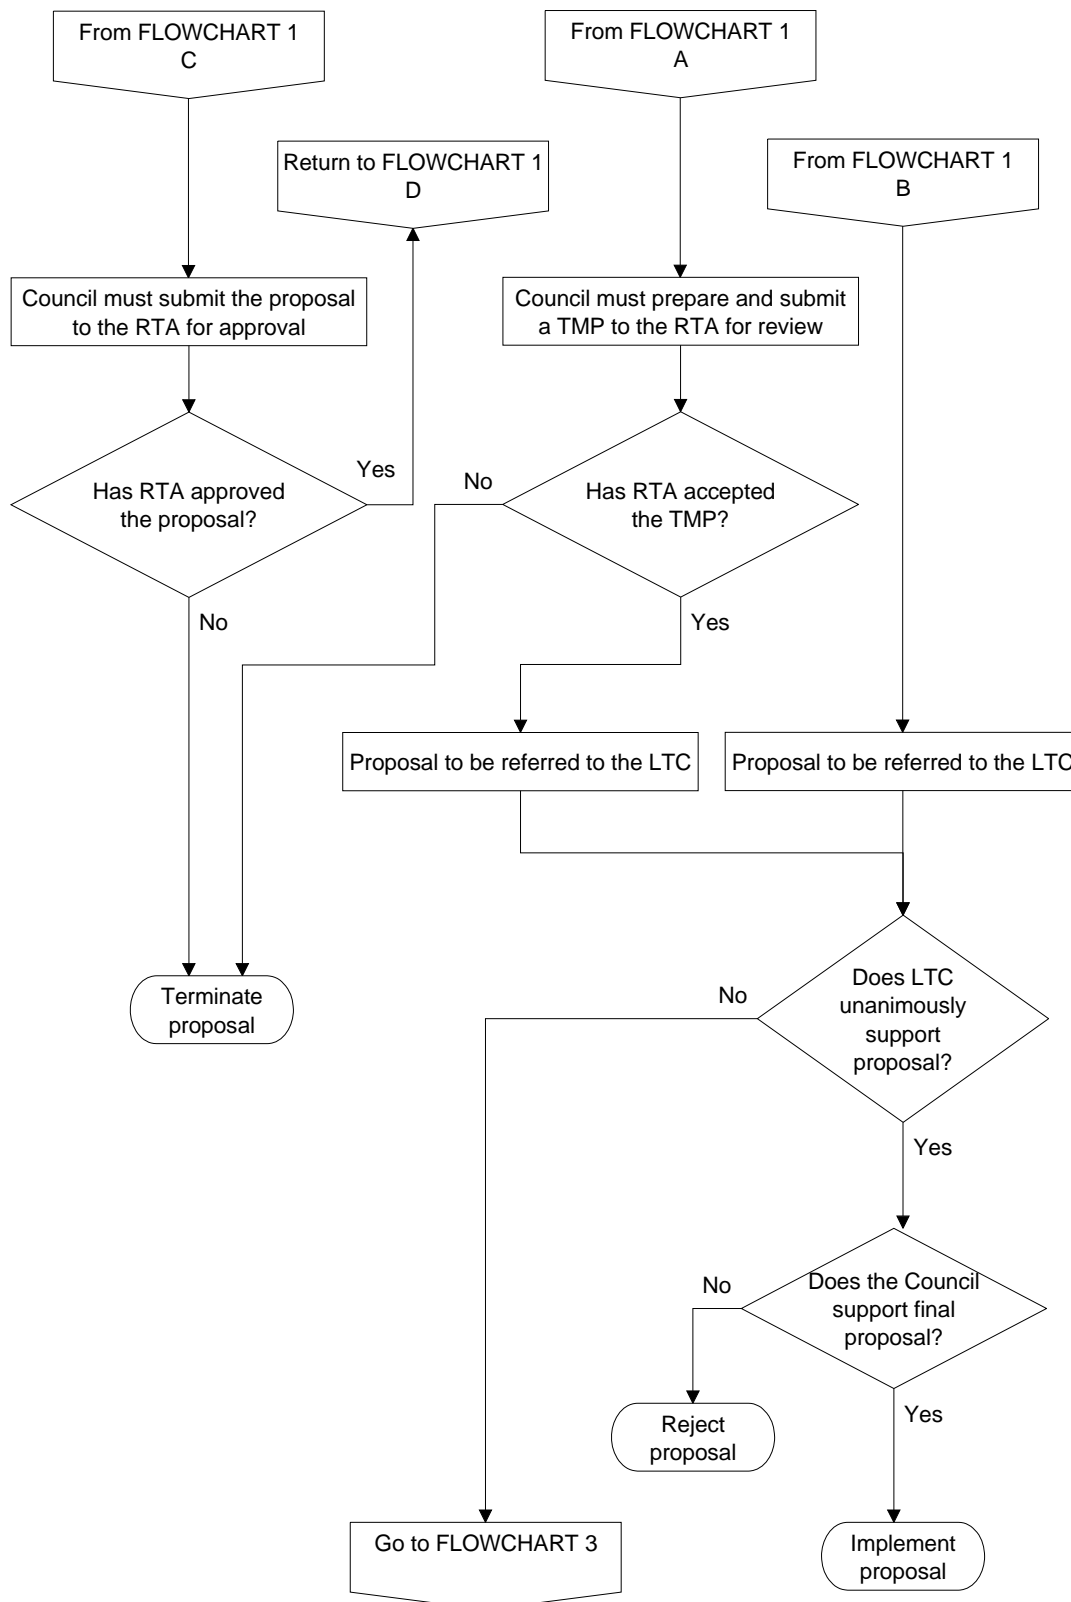 From FLOWCHART 1
C
From FLOWCHART 1
A
Return to FLOWCHART 1
D
From FLOWCHART 1
B
Council must submit the proposal
to the RTA for approval
Council must prepare and submit
a TMP to the RTA for review
Has RTA approved
the proposal?
Yes
No
No
Has RTA accepted
the TMP?
Yes
Proposal to be referred to the LTC
Proposal to be referred to the LTC
Terminate
proposal
No
Does LTC
unanimously
support
proposal?
Yes
No
Does the Council
support final
proposal?
Yes
Reject
proposal
Go to FLOWCHART 3
Implement
proposal